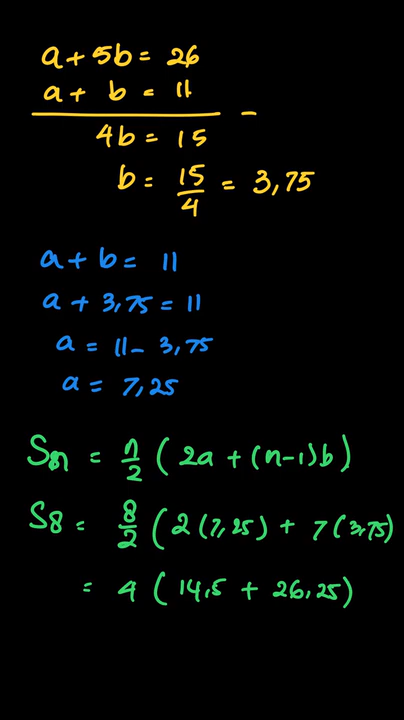 a + 5b = 26
a + b = 11
4b = 15
b = 15/4 = 3,75
a + b = 11
a + 3,75 = 11
a = 11 - 3,75
a = 7,25
Sn = n/2 ( 2a + (n-1)b )
S8 = 8/2 ( 2 (7,25) + 7 (3,75)
= 4 ( 14,5 + 26,25 )